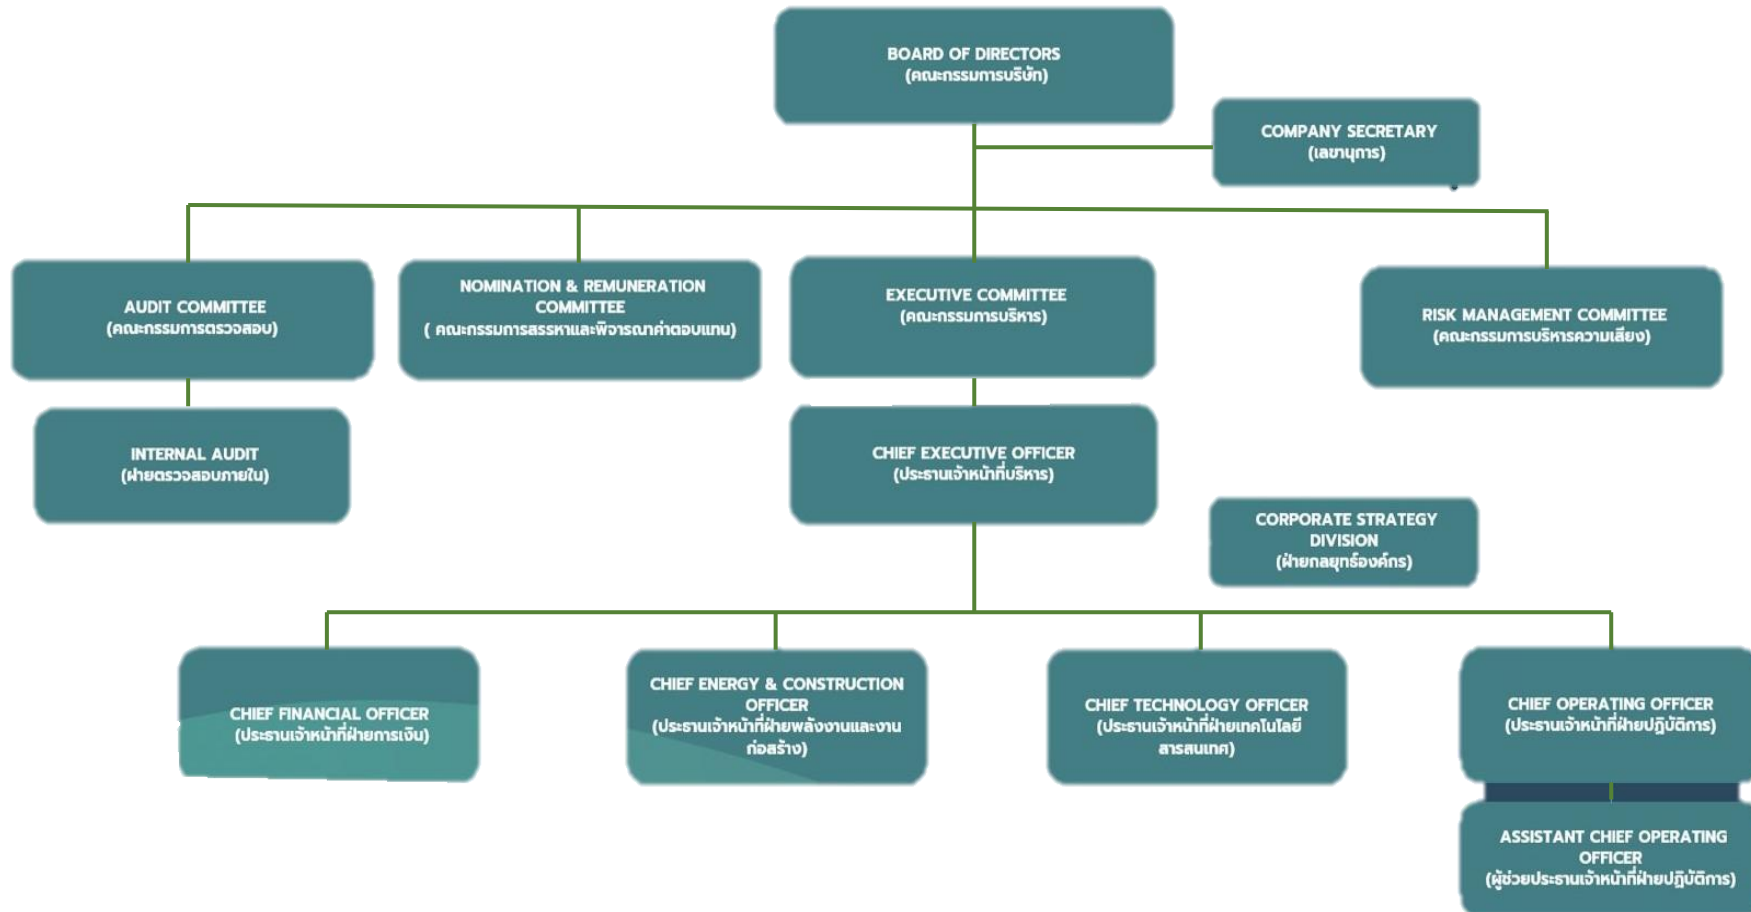 BOARD OF DIRECTORS
(คณะกรรมการบริษัท)
COMPANY SECRETARY
(เลขานุการ)
AUDIT COMMITTEE
(คณะกรรมการตรวจสอบ)
NOMINATION & REMUNERATION
COMMITTEE
( คณะกรรมการสรรหาและพิจารณาค่าตอบแทน)
EXECUTIVE COMMITTEE
(คณะกรรมการบริหาร)
RISK MANAGEMENT COMMITTEE
(คณะกรรมการบริหารความเสี่ยง)
INTERNAL AUDIT
(ฝ่ายตรวจสอบภายใน)
CHIEF EXECUTIVE OFFICER
(ประธานเจ้าหน้าที่บริหาร)
CORPORATE STRATEGY
DIVISION
(ฝ่ายกลยุทธ์องค์กร)
CHIEF FINANCIAL OFFICER
(ประธานเจ้าหน้าที่ฝ่ายการเงิน)
CHIEF ENERGY & CONSTRUCTION
OFFICER
(ประธานเจ้าหน้าที่ฝ่ายพลังงานและงาน
ก่อสร้าง)
CHIEF TECHNOLOGY OFFICER
(ประธานเจ้าหน้าที่ฝ่ายเทคโนโลยี
สารสนเทศ)
CHIEF OPERATING OFFICER
(ประธานเจ้าหน้าที่ฝ่ายปฏิบัติการ)
ASSISTANT CHIEF OPERATING
OFFICER
(ผู้ช่วยประธานเจ้าหน้าที่ฝ่ายปฏิบัติการ)